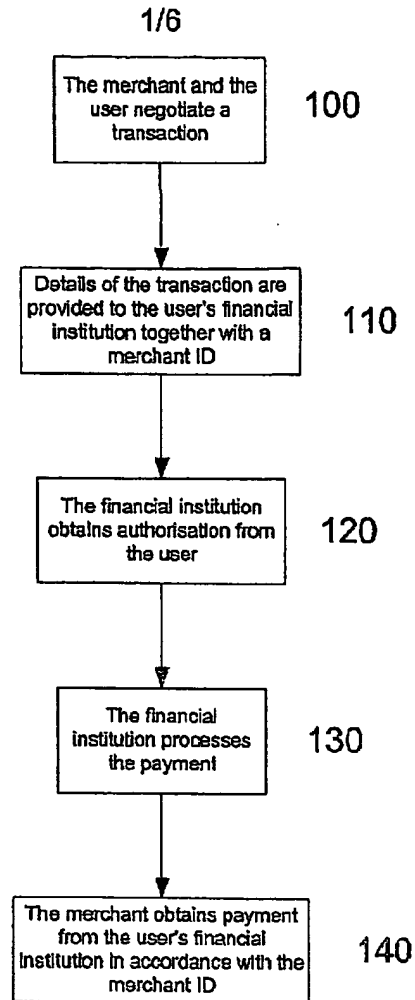 1/6
The merchant and the
user negotiate a
transaction
100
Details of the transaction are
provided to the user's financial
institution together with a
merchant ID
110
The financial institution
obtains authorisation from
the user
120
The financial
institution processes
the payment
130
The merchant obtains payment
from the user's financial
institution in accordance with the
merchant ID
140